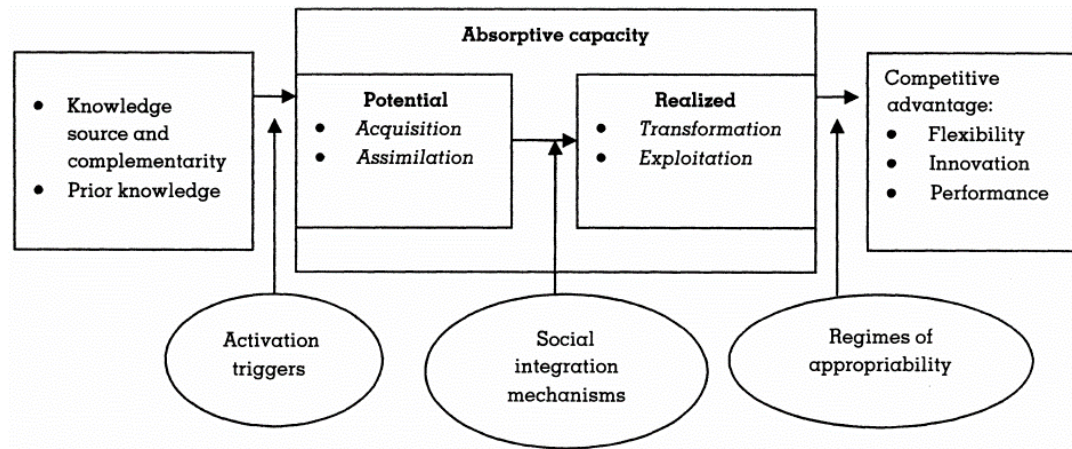 Absorptive capacity
• Knowledge
source and
complementarity
• Prior knowledge
Potential
• Acquisition
• Assimilation
Realized
• Transformation
• Exploitation
Competitive
advantage:
• Flexibility
• Innovation
• Performance
Activation
triggers
Social
integration
mechanisms
Regimes of
appropriability